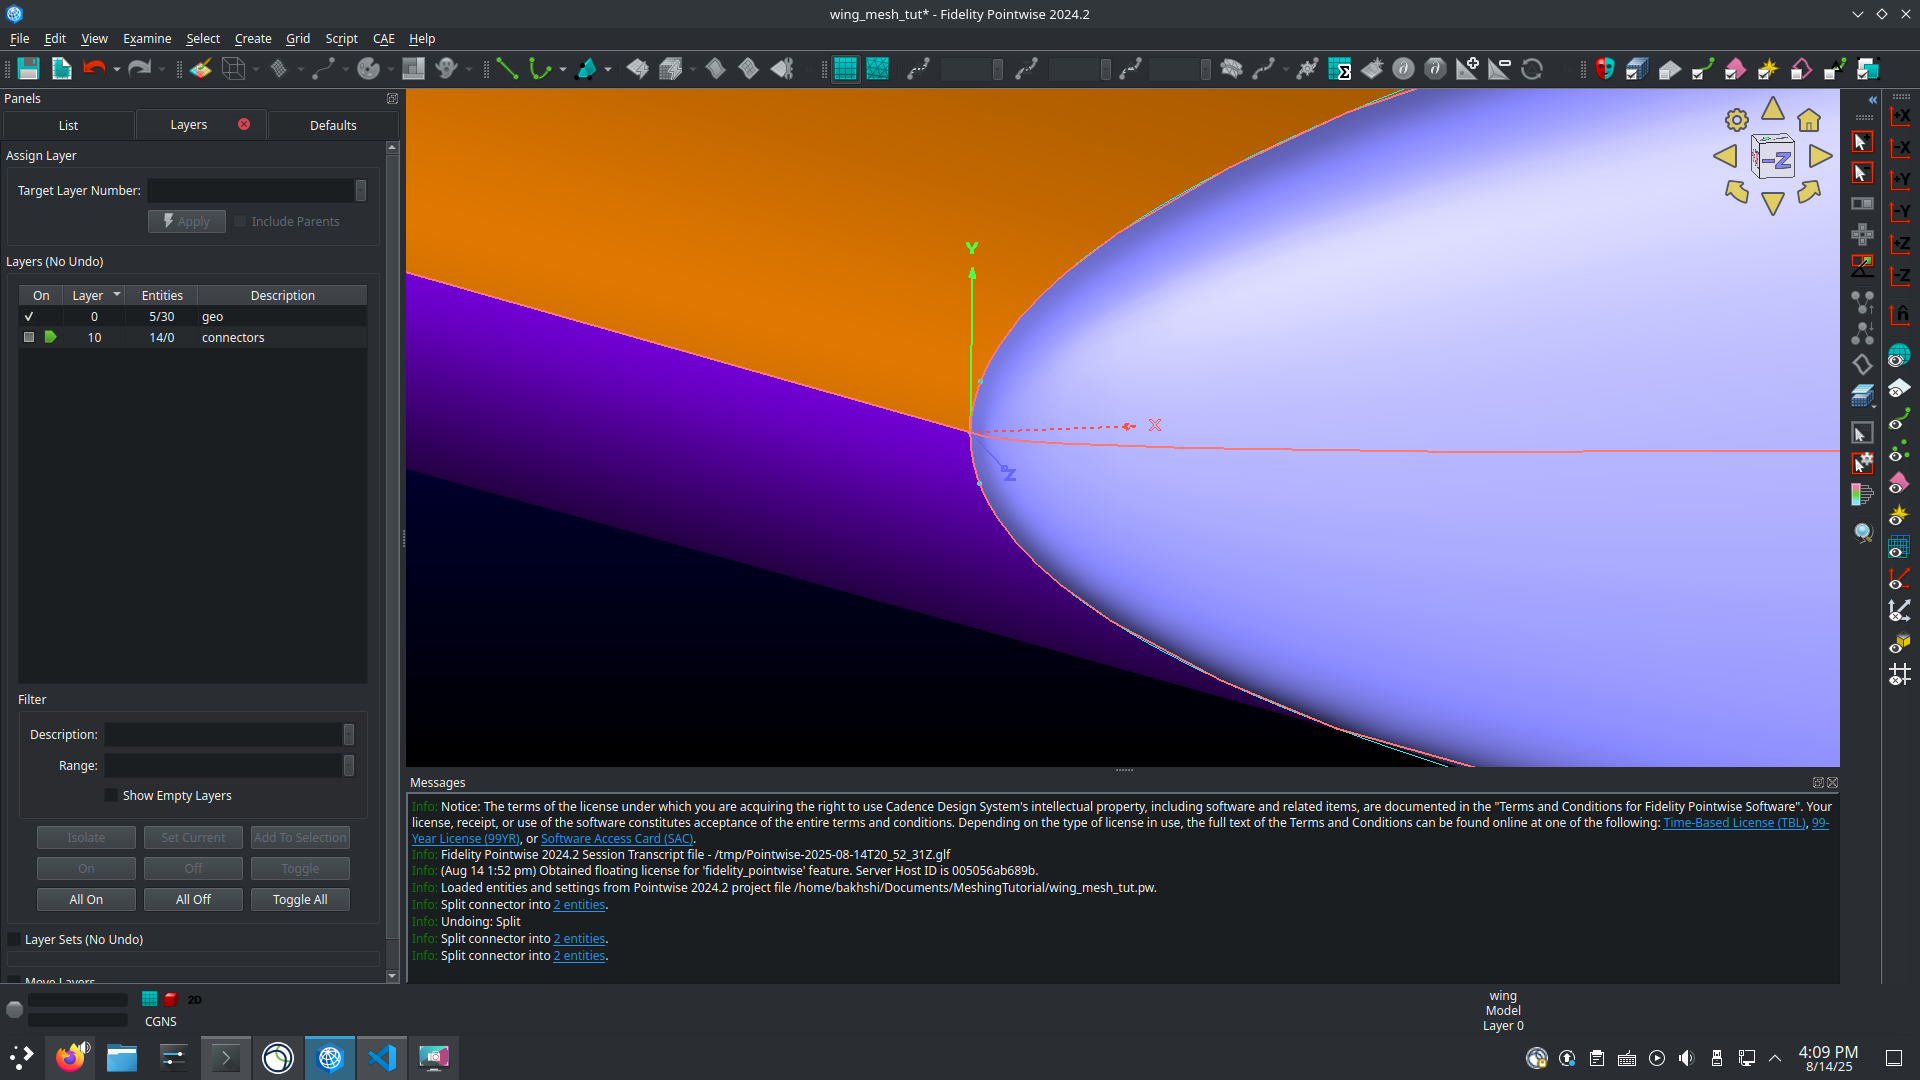 wing_mesh_tut* - Fidelity Pointwise 2024.2
File Edit View Examine Select Create Grid Script CAE Help
Panels
List Layers Defaults
Assign Layer
Target Layer Number:
Apply Include Parents
Layers (No Undo)
On Layer Entities Description
0 5/30 geo
10 14/0 connectors
Filter
Description:
Range:
Show Empty Layers
Isolate Set Current Add To Selection
On Off Toggle
All On All Off Toggle All
Layer Sets (No Undo)
Move Layers
Y
X
Z
-Z
+X
-X
+Y
-Y
+Z
-Z
n
Messages
Info: Notice: The terms of the license under which you are acquiring the right to use Cadence Design System's intellectual property, including software and related items, are documented in the "Terms and Conditions for Fidelity Pointwise Software". Your
license, receipt, or use of the software constitutes acceptance of the entire terms and conditions. Depending on the type of license in use, the full text of the Terms and Conditions can be found online at one of the following: Time-Based License (TBL), 99-
Year License (99YR), or Software Access Card (SAC).
Info: Fidelity Pointwise 2024.2 Session Transcript file - /tmp/Pointwise-2025-08-14T20_52_31Z.glf
Info: (Aug 14 1:52 pm) Obtained floating license for 'fidelity_pointwise' feature. Server Host ID is 005056ab689b.
Info: Loaded entities and settings from Pointwise 2024.2 project file /home/bakhshi/Documents/MeshingTutorial/wing_mesh_tut.pw.
Info: Split connector into 2 entities.
Info: Undoing: Split
Info: Split connector into 2 entities.
Info: Split connector into 2 entities.
2D
CGNS
wing
Model
Layer 0
4:09 PM
8/14/25